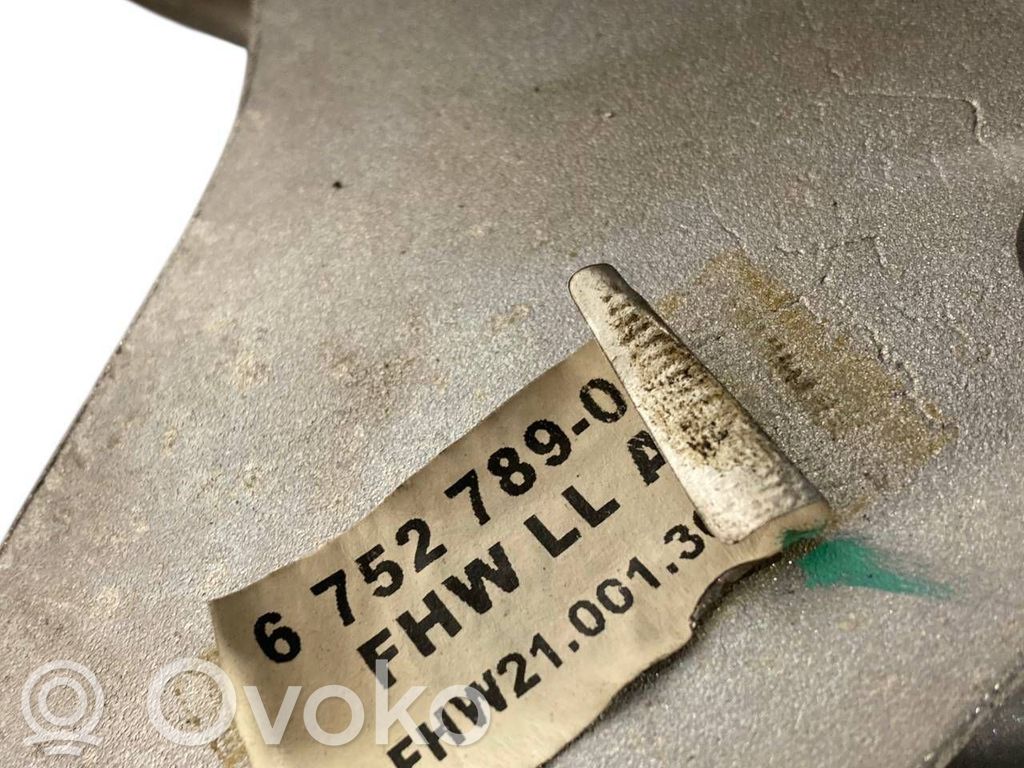 6 752 789-0
FHW LL A
FHW21.001.3
Ovoko